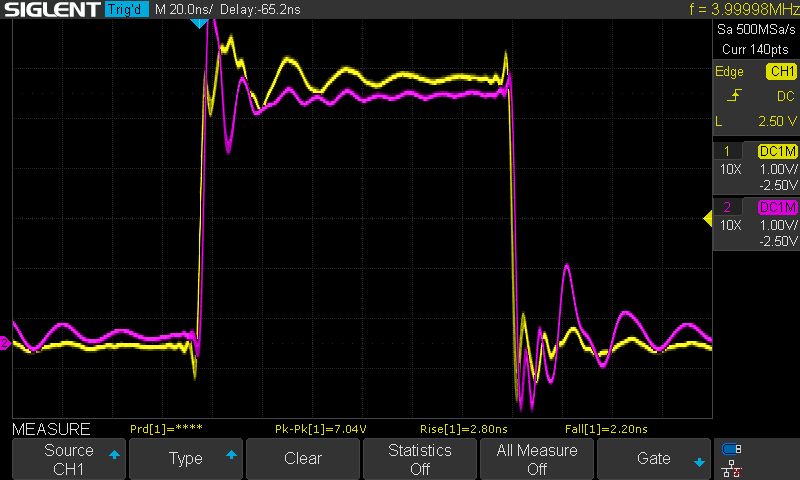 SIGLENT Trig'd M 20.0ns/ Delay:-65.2ns f = 3.99998MHz
Sa 500MSa/s
Curr 140pts
Edge CH1
DC
L 2.50 V
1 DC1M
10X 1.00V/
-2.50V
2 DC1M
10X 1.00V/
-2.50V
2
MEASURE Prd[1]=**** Pk-Pk[1]=7.04V Rise[1]=2.80ns Fall[1]=2.20ns
Source
CH1
Type
Clear
Statistics
Off
All Measure
Off
Gate